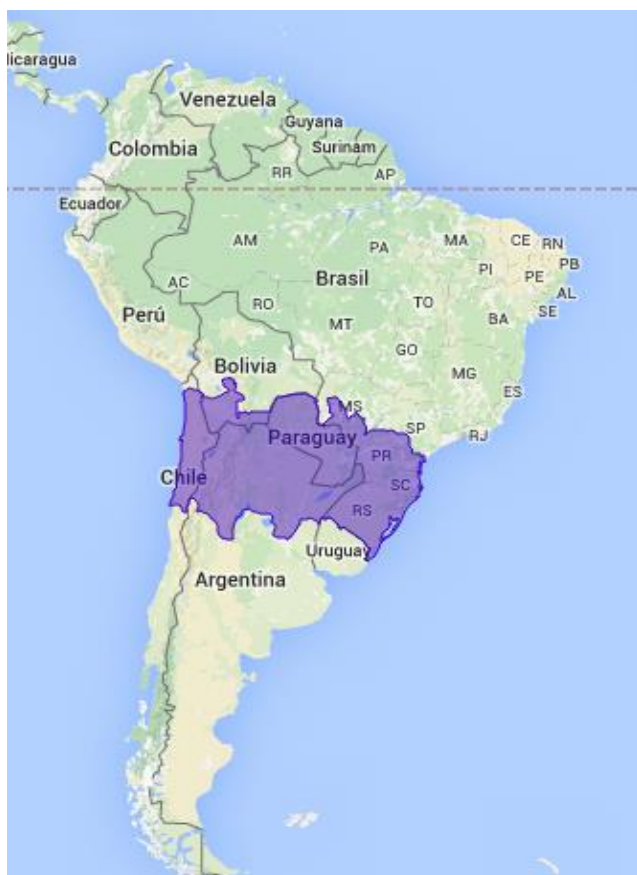 Nicaragua
Venezuela
Guyana
Colombia
Surinam
RR
AP
Ecuador
AM
PA
MA
CE
RN
PB
Brasil
PI
PE
AC
AL
RO
TO
SE
Perú
MT
BA
GO
Bolivia
MG
ES
MS
SP
RJ
Paraguay
PR
Chile
SC
RS
Uruguay
Argentina